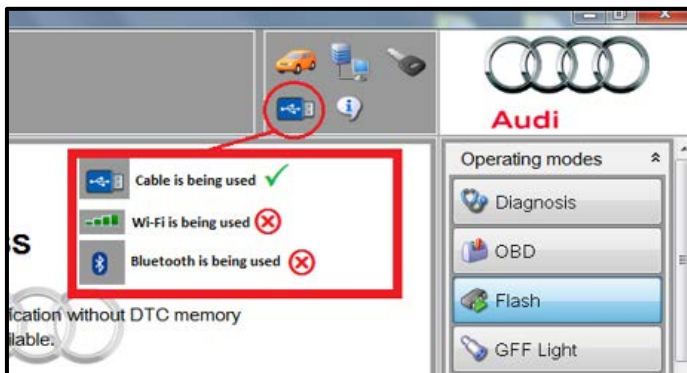 Audi
Cable is being used
Wi-Fi is being used
Bluetooth is being used
ss
fication without DTC memory
ilable.
Operating modes
Diagnosis
OBD
Flash
GFF Light